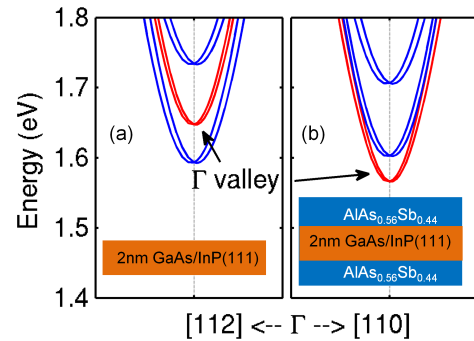 1.8
1.7
1.6
1.5
1.4
Energy (eV)
(a)
(b)
Γ valley
2nm GaAs/InP(111)
AlAs0.56Sb0.44
2nm GaAs/InP(111)
AlAs0.56Sb0.44
[112] <-- Γ --> [110]